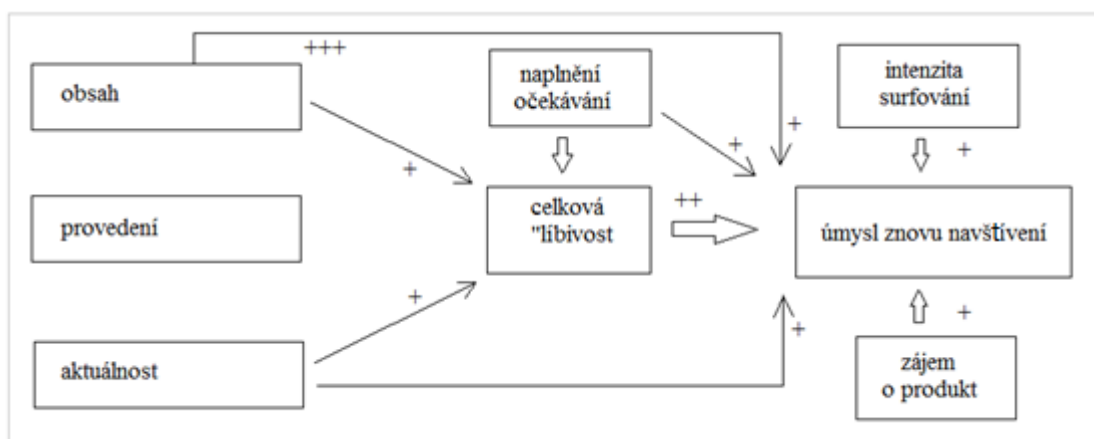 +++
obsah
naplnění
očekávání
intenzita
surfování
+
+
+
+
provedení
celková
"líbivost
++
úmysl znovu navštívení
+
+
+
aktuálnost
zájem
o produkt